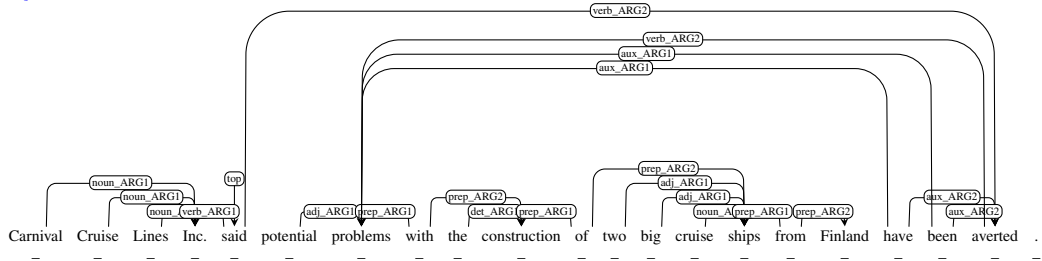 verb_ARG2
verb_ARG2
aux_ARG1
aux_ARG1
prep_ARG2
top
noun_ARG1 adj_ARG1
noun_ARG1 prep_ARG2 adj_ARG1 aux_ARG2
verb_ARG1 adj_ARG1 prep_ARG1 prep_ARG1 prep_ARG1 prep_ARG2 aux_ARG2
Carnival Cruise Lines Inc. said potential problems with the construction of two big cruise ships from Finland have been averted .
_ _ _ _ _ _ _ _ _ _ _ _ _ _ _ _ _ _ _ _ _